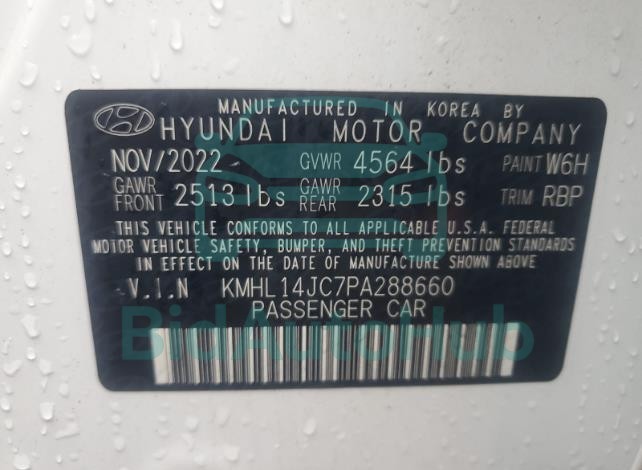 MANUFACTURED IN KOREA BY
HYUNDAI MOTOR COMPANY
NOV/2022 GVWR 4564 lbs PAINT W6H
GAWR FRONT 2513 lbs GAWR REAR 2315 lbs TRIM RBP
THIS VEHICLE CONFORMS TO ALL APPLICABLE U.S.A. FEDERAL
MOTOR VEHICLE SAFETY, BUMPER, AND THEFT PREVENTION STANDARDS
IN EFFECT ON THE DATE OF MANUFACTURE SHOWN ABOVE.
V.I.N KMHL14JC7PA288660
PASSENGER CAR
BidAutoHub